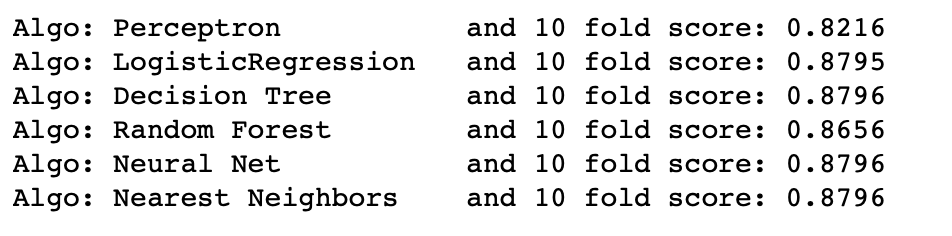 Algo: Perceptron and 10 fold score: 0.8216
Algo: LogisticRegression and 10 fold score: 0.8795
Algo: Decision Tree and 10 fold score: 0.8796
Algo: Random Forest and 10 fold score: 0.8656
Algo: Neural Net and 10 fold score: 0.8796
Algo: Nearest Neighbors and 10 fold score: 0.8796